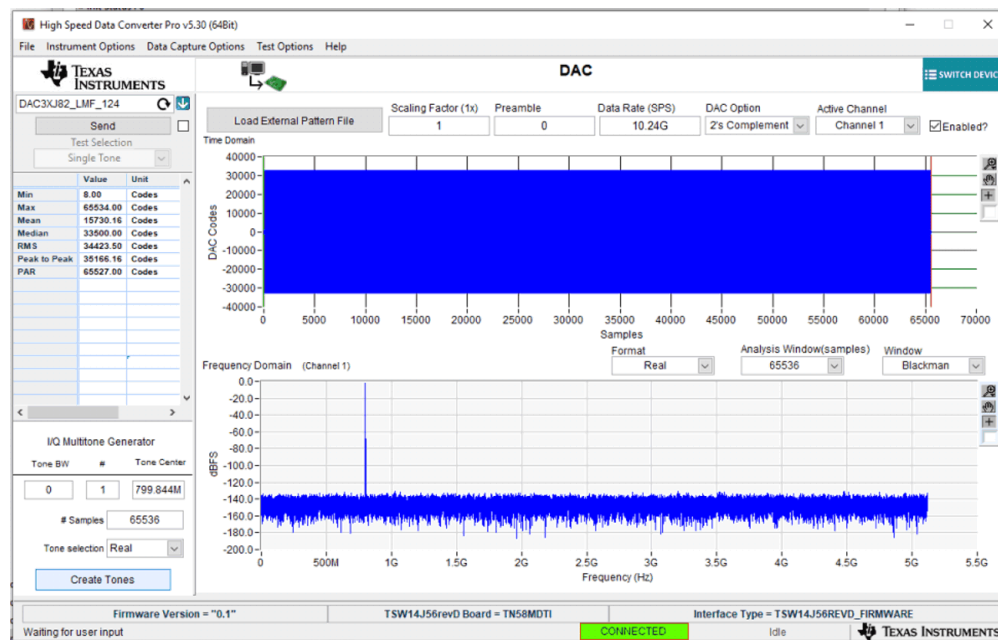 High Speed Data Converter Pro v5.30 (64Bit)
File Instrument Options Data Capture Options Test Options Help
TEXAS INSTRUMENTS
DAC
SWITCH DEVIC
DAC3XJ82_LMF_124
Send
Test Selection
Single Tone
Value Unit
Min 8.00 Codes
Max 65534.00 Codes
Mean 15730.16 Codes
Median 33500.00 Codes
RMS 34423.50 Codes
Peak to Peak 35166.16 Codes
PAR 65527.00 Codes
I/Q Multitone Generator
Tone BW # Tone Center
0 1 799.844M
# Samples 65536
Tone selection Real
Create Tones
Load External Pattern File
Scaling Factor (1x) Preamble Data Rate (SPS) DAC Option Active Channel
1 0 10.24G 2's Complement Channel 1 Enabled?
Time Domain
40000
30000
20000
10000
0
-10000
-20000
-30000
-40000
DAC Codes
0 5000 10000 15000 20000 25000 30000 35000 40000 45000 50000 55000 60000 65000 70000
Samples
Format Analysis Window(samples) Window
Real 65536 Blackman
Frequency Domain (Channel 1)
0.0
-20.0
-40.0
-60.0
-80.0
-100.0
-120.0
-140.0
-160.0
-180.0
-200.0
dBFS
0 500M 1G 1.5G 2G 2.5G 3G 3.5G 4G 4.5G 5G 5.5G
Frequency (Hz)
Firmware Version = "0.1" TSW14J56revD Board = TN58MDTI Interface Type = TSW14J56REVD_FIRMWARE
Waiting for user input CONNECTED Idle TEXAS INSTRUMENTS